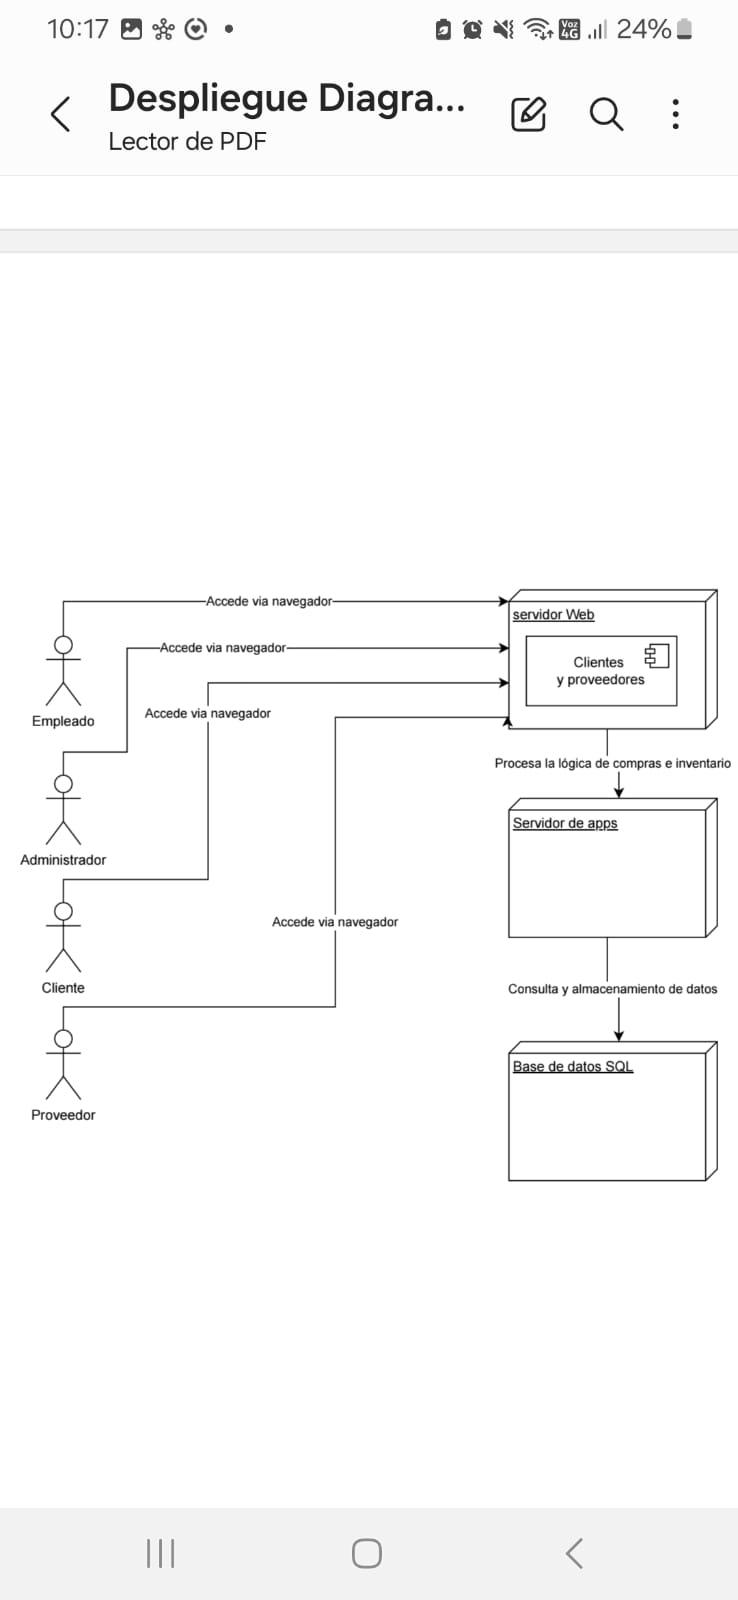 10:17
Voz
4G
24%
Despliegue Diagra...
Lector de PDF
Accede via navegador
servidor Web
Accede via navegador
Clientes
y proveedores
Accede via navegador
Empleado
Procesa la lógica de compras e inventario
Servidor de apps
Administrador
Accede via navegador
Cliente
Consulta y almacenamiento de datos
Base de datos SQL
Proveedor